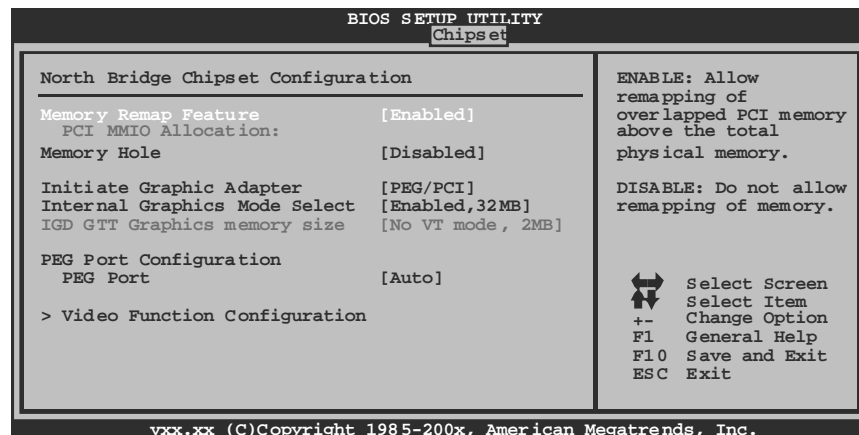 BIOS SETUP UTILITY
Chipset
North Bridge Chipset Configuration
Memory Remap Feature [Enabled]
PCI MMIO Allocation:
Memory Hole [Disabled]
Initiate Graphic Adapter [PEG/PCI]
Internal Graphics Mode Select [Enabled,32MB]
IGD GTT Graphics memory size [No VT mode, 2MB]
PEG Port Configuration
PEG Port [Auto]
> Video Function Configuration
ENABLE: Allow
remapping of
overlapped PCI memory
above the total
physical memory.
DISABLE: Do not allow
remapping of memory.
Select Screen
Select Item
+- Change Option
F1 General Help
F10 Save and Exit
ESC Exit
vxx.xx (C)Copyright 1985-200x, American Megatrends, Inc.